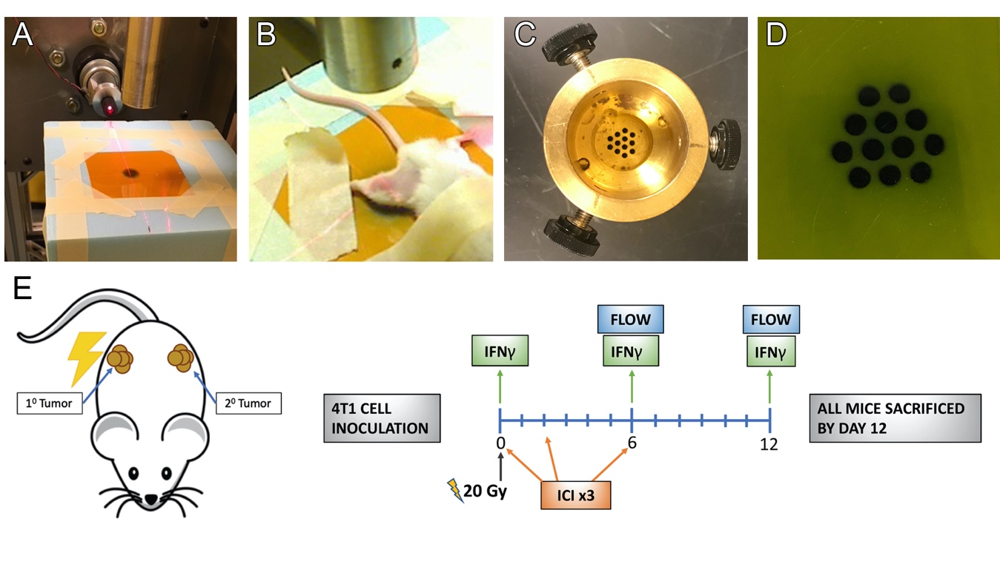 A
B
C
D
E
1⁰ Tumor
2⁰ Tumor
4T1 CELL
INOCULATION
IFNγ
FLOW
IFNγ
FLOW
IFNγ
0
6
12
20 Gy
ICI x3
ALL MICE SACRIFICED
BY DAY 12